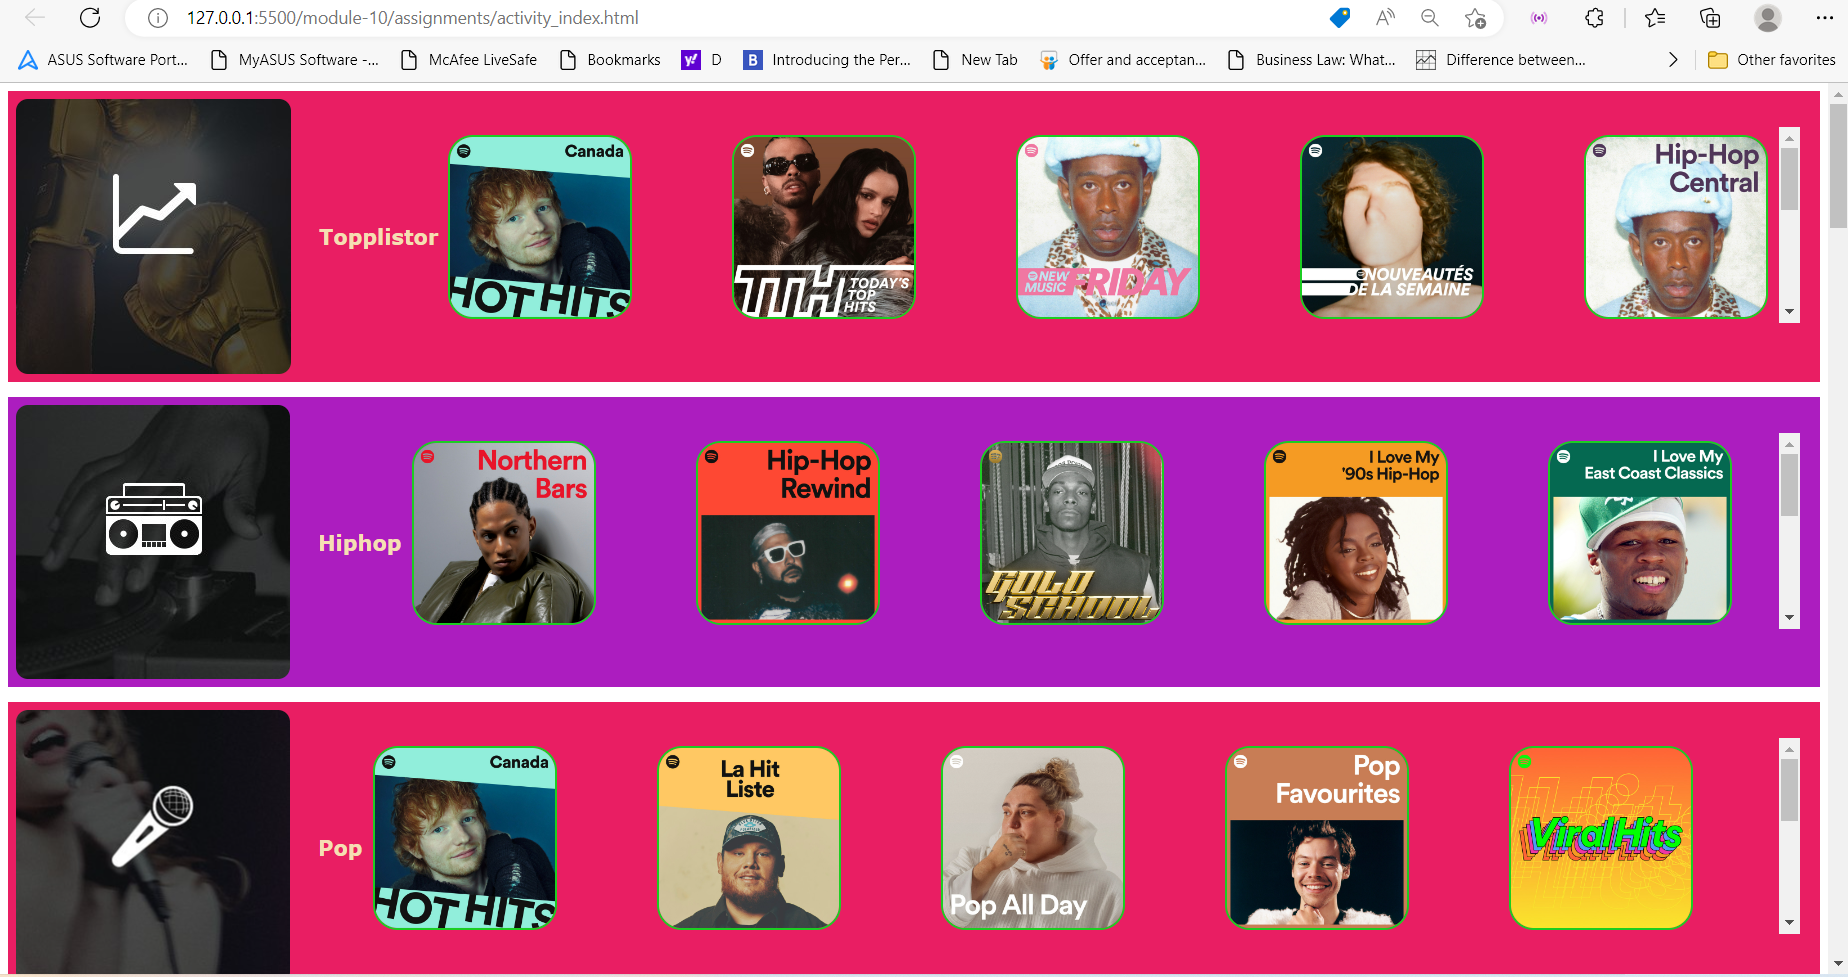 127.0.0.1:5500/module-10/assignments/activity_index.html
ASUS Software Port...
MyASUS Software -...
McAfee LiveSafe
Bookmarks
D
Introducing the Per...
New Tab
Offer and acceptan...
Business Law: What...
Difference between...
Other favorites
Topplistor
Canada
HOT HITS
TTH TODAY'S
TOP
HITS
NEW
MUSIC FRIDAY
NOUVEAUTÉS
DE LA SEMAINE
Hip-Hop
Central
Hiphop
Northern
Bars
Hip-Hop
Rewind
GOLD
SCHOOL
I Love My
'90s Hip-Hop
I Love My
East Coast Classics
Pop
Canada
HOT HITS
La Hit
Liste
Pop All Day
Pop
Favourites
Viral Hits